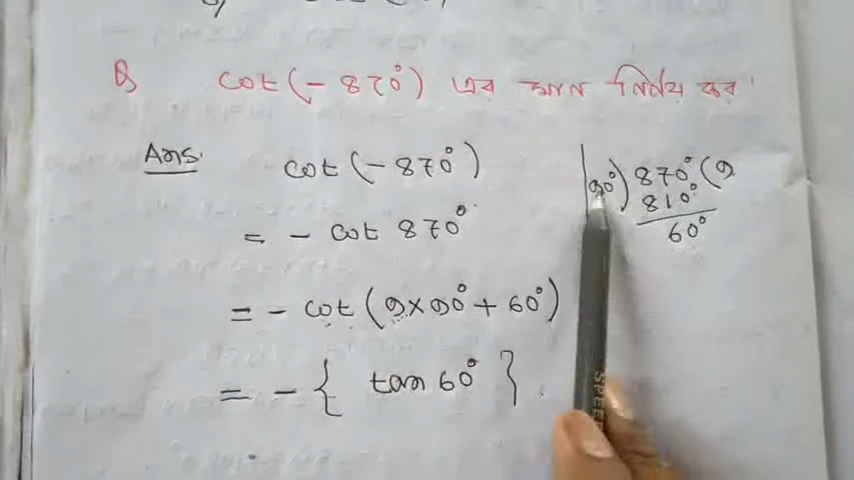 Q cot(-870°) এর মান নির্ণয় কর।
Ans. cot(-870°)
= - cot 870°
= - cot (9×90° + 60°)
= - { tan 60° }
90°) 870° (9
810°
60°
SPEE